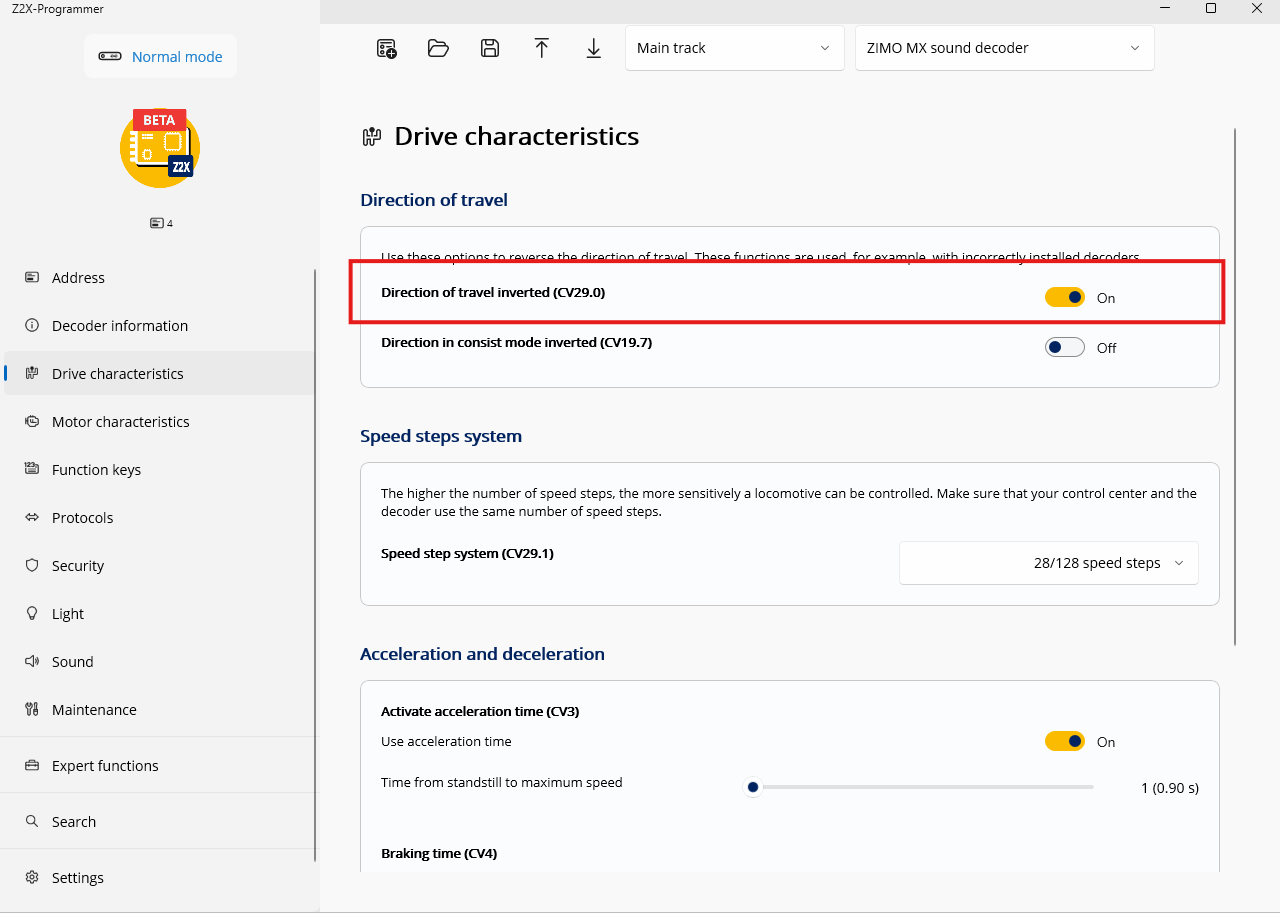 Z2X-Programmer
Normal mode
BETA
Z2X
4
Address
Decoder information
Drive characteristics
Motor characteristics
Function keys
Protocols
Security
Light
Sound
Maintenance
Expert functions
Search
Settings
Main track
ZIMO MX sound decoder
Drive characteristics
Direction of travel
Use these options to reverse the direction of travel. These functions are used, for example, with incorrectly installed decoders.
Direction of travel inverted (CV29.0)
On
Direction in consist mode inverted (CV19.7)
Off
Speed steps system
The higher the number of speed steps, the more sensitively a locomotive can be controlled. Make sure that your control center and the
decoder use the same number of speed steps.
Speed step system (CV29.1)
28/128 speed steps
Acceleration and deceleration
Activate acceleration time (CV3)
Use acceleration time
On
Time from standstill to maximum speed
1 (0.90 s)
Braking time (CV4)